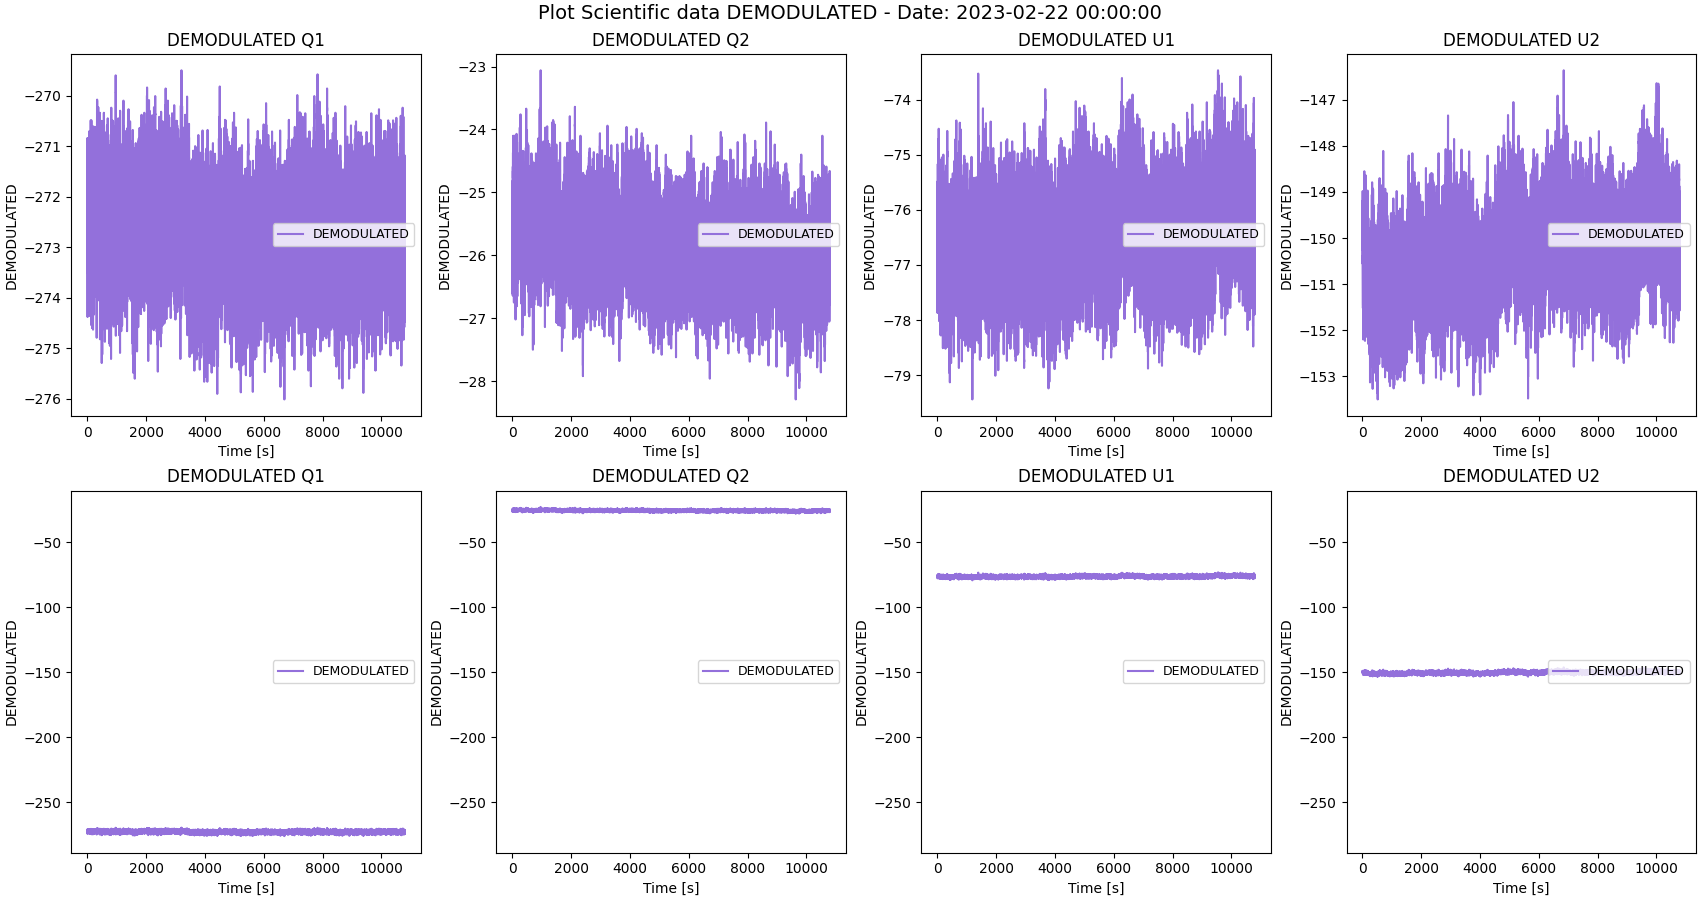 Plot Scientific data DEMODULATED - Date: 2023-02-22 00:00:00
DEMODULATED Q1
DEMODULATED
−270
−271
−272
−273
−274
−275
−276
DEMODULATED
0 2000 4000 6000 8000 10000
Time [s]
DEMODULATED Q2
DEMODULATED
−23
−24
−25
−26
−27
−28
DEMODULATED
0 2000 4000 6000 8000 10000
Time [s]
DEMODULATED U1
DEMODULATED
−74
−75
−76
−77
−78
−79
DEMODULATED
0 2000 4000 6000 8000 10000
Time [s]
DEMODULATED U2
DEMODULATED
−147
−148
−149
−150
−151
−152
−153
DEMODULATED
0 2000 4000 6000 8000 10000
Time [s]
DEMODULATED Q1
DEMODULATED
−50
−100
−150
−200
−250
DEMODULATED
0 2000 4000 6000 8000 10000
Time [s]
DEMODULATED Q2
DEMODULATED
−50
−100
−150
−200
−250
DEMODULATED
0 2000 4000 6000 8000 10000
Time [s]
DEMODULATED U1
DEMODULATED
−50
−100
−150
−200
−250
DEMODULATED
0 2000 4000 6000 8000 10000
Time [s]
DEMODULATED U2
DEMODULATED
−50
−100
−150
−200
−250
DEMODULATED
0 2000 4000 6000 8000 10000
Time [s]